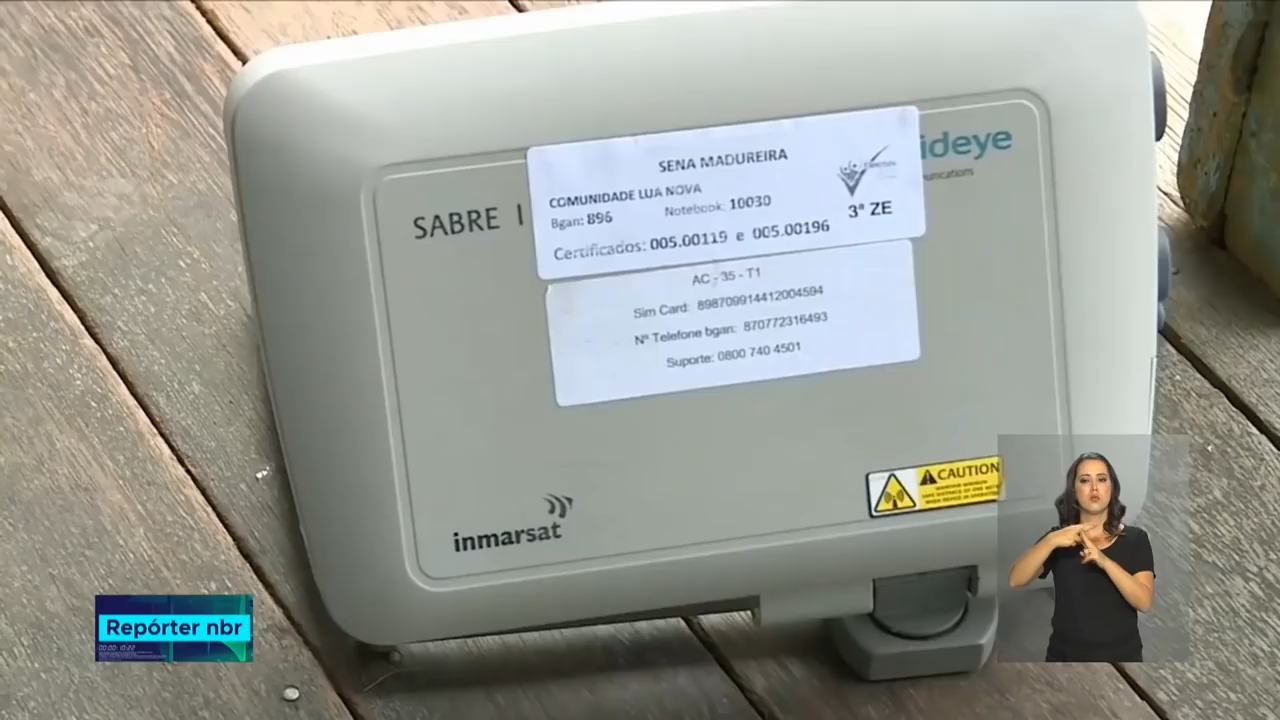 SENA MADUREIRA
COMUNIDADE LUA NOVA
Bgan: 896 Notebook: 10030
3ª ZE
Certificados: 005.00119 e 005.00196
ideye
unications
SABRE I
AC - 35 - T1
Sim Card: 898709914412004594
Nº Telefone bgan: 870772316493
Suporte: 0800 740 4501
inmarsat
CAUTION
Repórter nbr